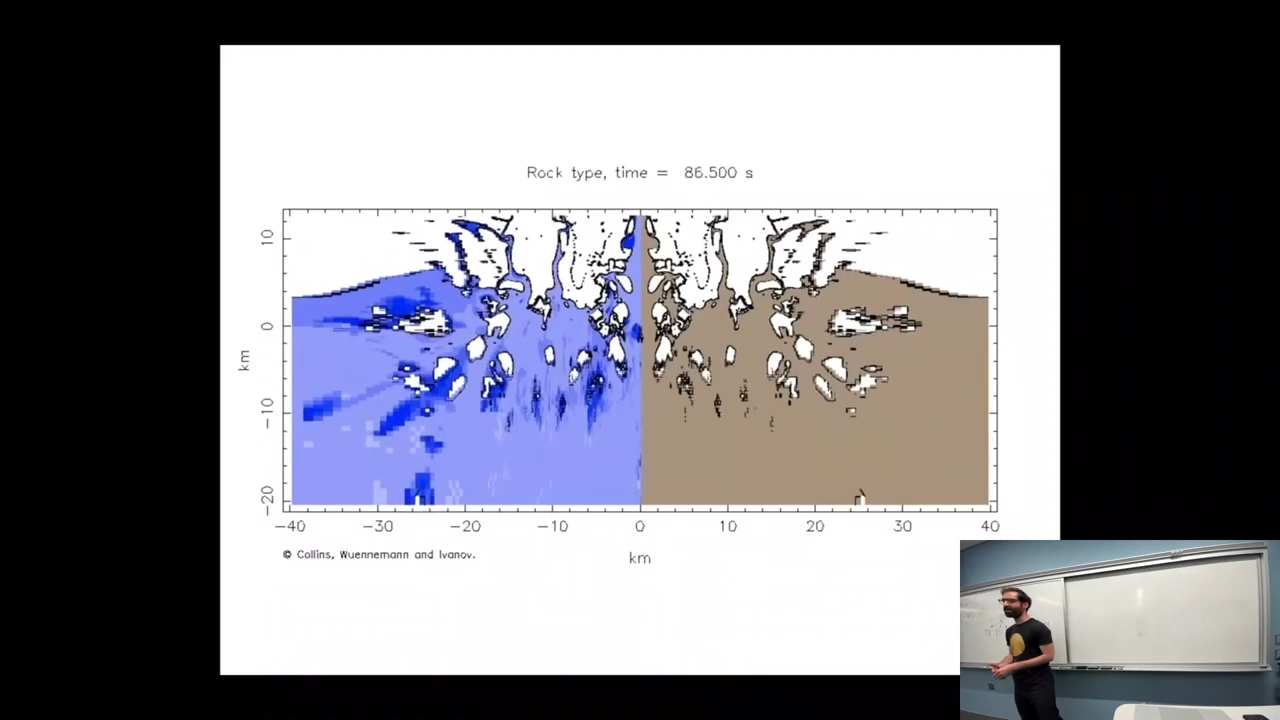 Rock type, time = 86.500 s
10
0
−10
−20
km
−40 −30 −20 −10 0 10 20 30 40
km
© Collins, Wuennemann and Ivanov.